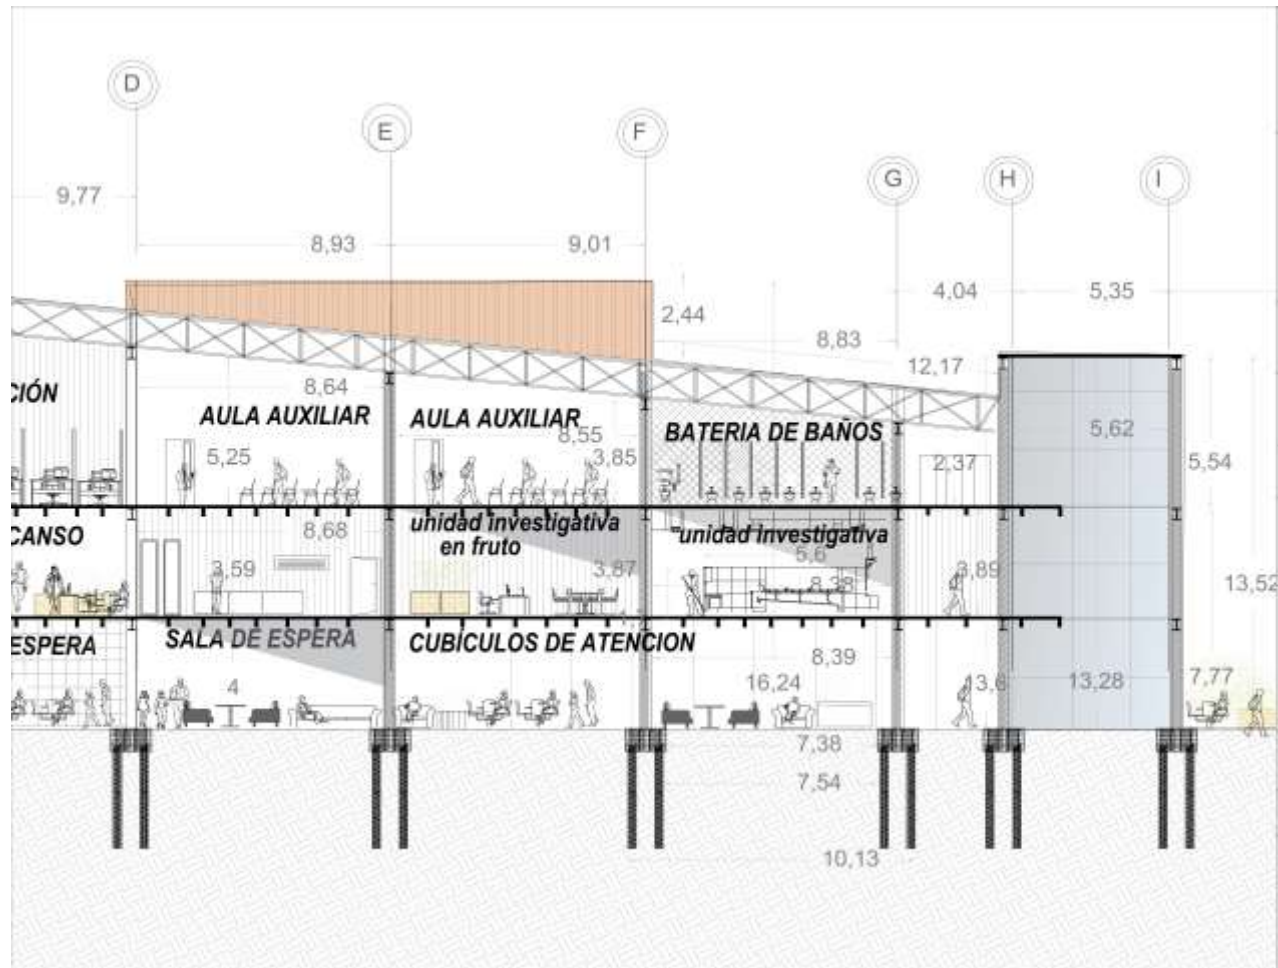 D
E
F
G
H
I
9,77
8,93
9,01
4,04
5,35
2,44
8,83
12,17
8,64
CIÓN
AULA AUXILIAR
AULA AUXILIAR
BATERIA DE BAÑOS
5,62
8,55
5,25
3,85
2,37
5,54
CANSO
8,68
unidad investigativa
en fruto
unidad investigativa
5,6
3,59
3,87
8,38
3,89
13,52
ESPERA
SALA DE ESPERA
CUBÍCULOS DE ATENCION
8,39
4
16,24
13,6
13,28
7,77
7,38
7,54
10,13